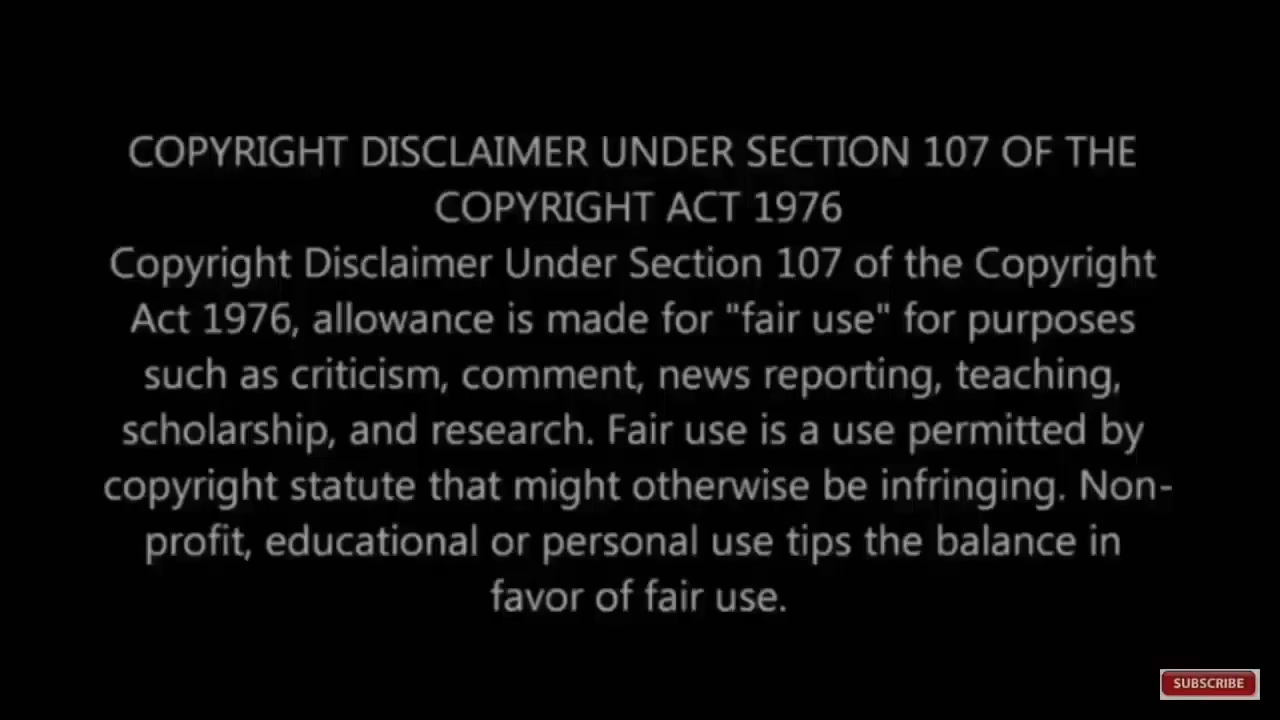 COPYRIGHT DISCLAIMER UNDER SECTION 107 OF THE
COPYRIGHT ACT 1976
Copyright Disclaimer Under Section 107 of the Copyright
Act 1976, allowance is made for "fair use" for purposes
such as criticism, comment, news reporting, teaching,
scholarship, and research. Fair use is a use permitted by
copyright statute that might otherwise be infringing. Non-
profit, educational or personal use tips the balance in
favor of fair use.
SUBSCRIBE